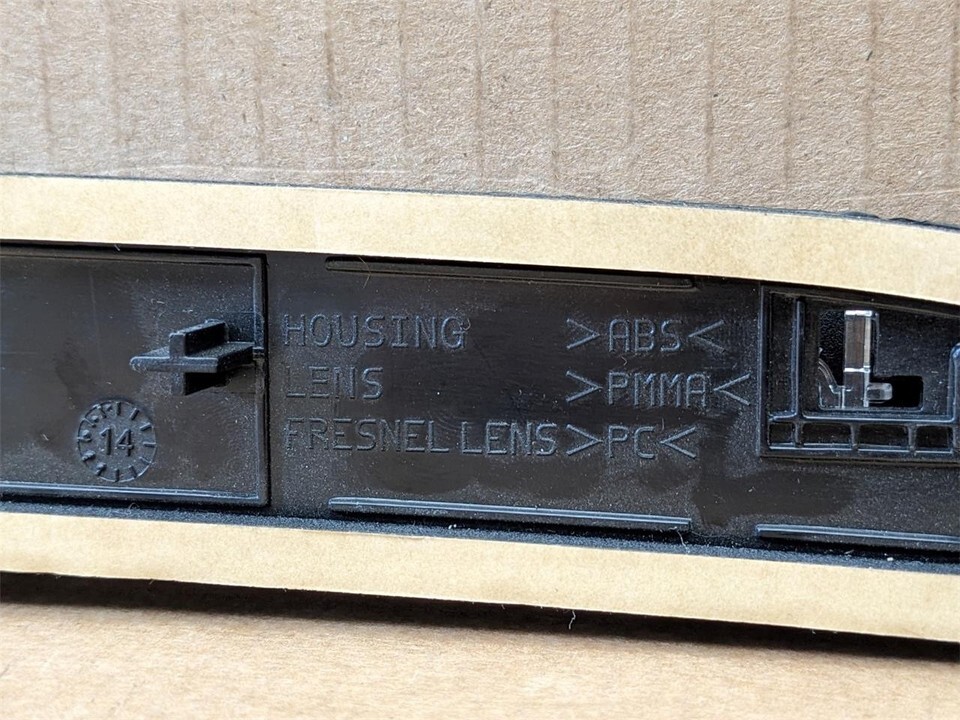 HOUSING >ABS<
LENS >PMMA<
FRESNEL LENS >PC<
14